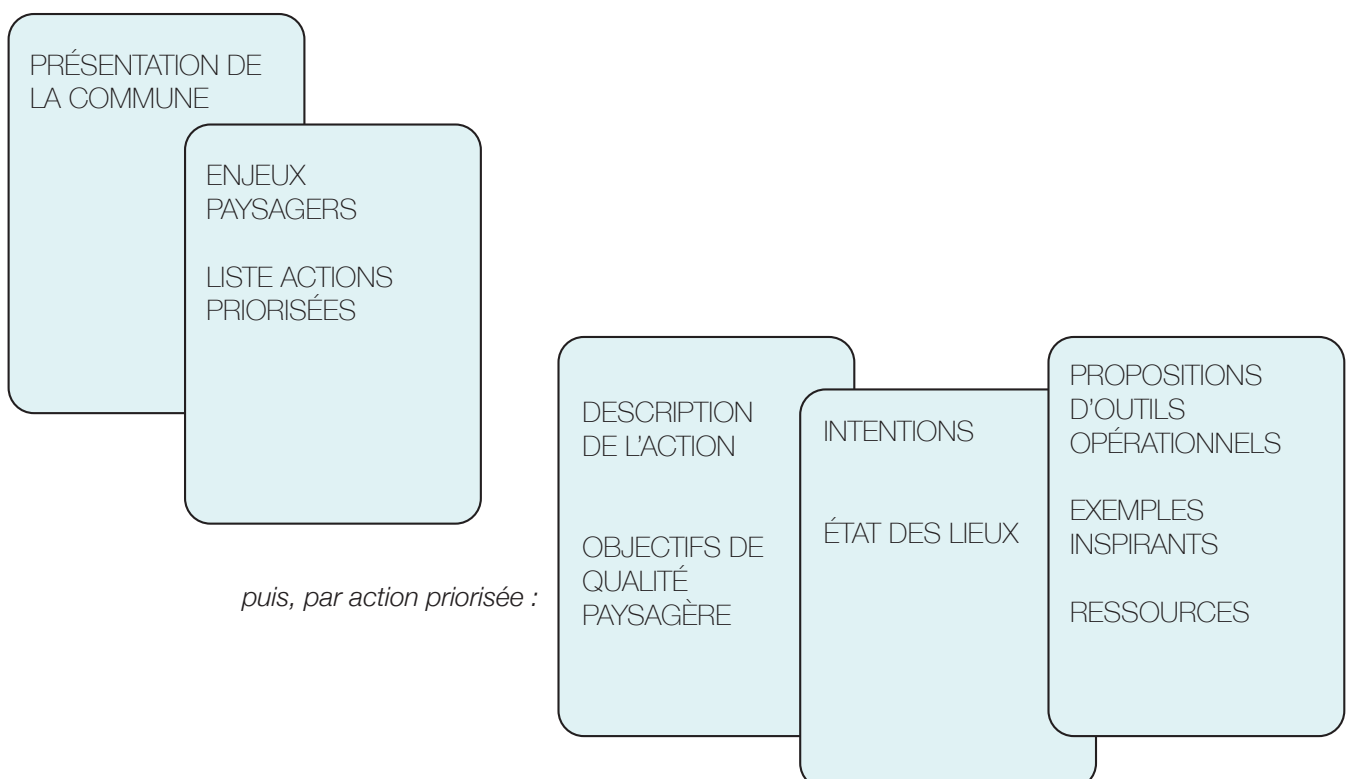 PRÉSENTATION DE
LA COMMUNE
ENJEUX
PAYSAGERS
LISTE ACTIONS
PRIORISÉES
puis, par action priorisée :
DESCRIPTION
DE L'ACTION
OBJECTIFS DE
QUALITÉ
PAYSAGÈRE
INTENTIONS
ÉTAT DES LIEUX
PROPOSITIONS
D'OUTILS
OPÉRATIONNELS
EXEMPLES
INSPIRANTS
RESSOURCES